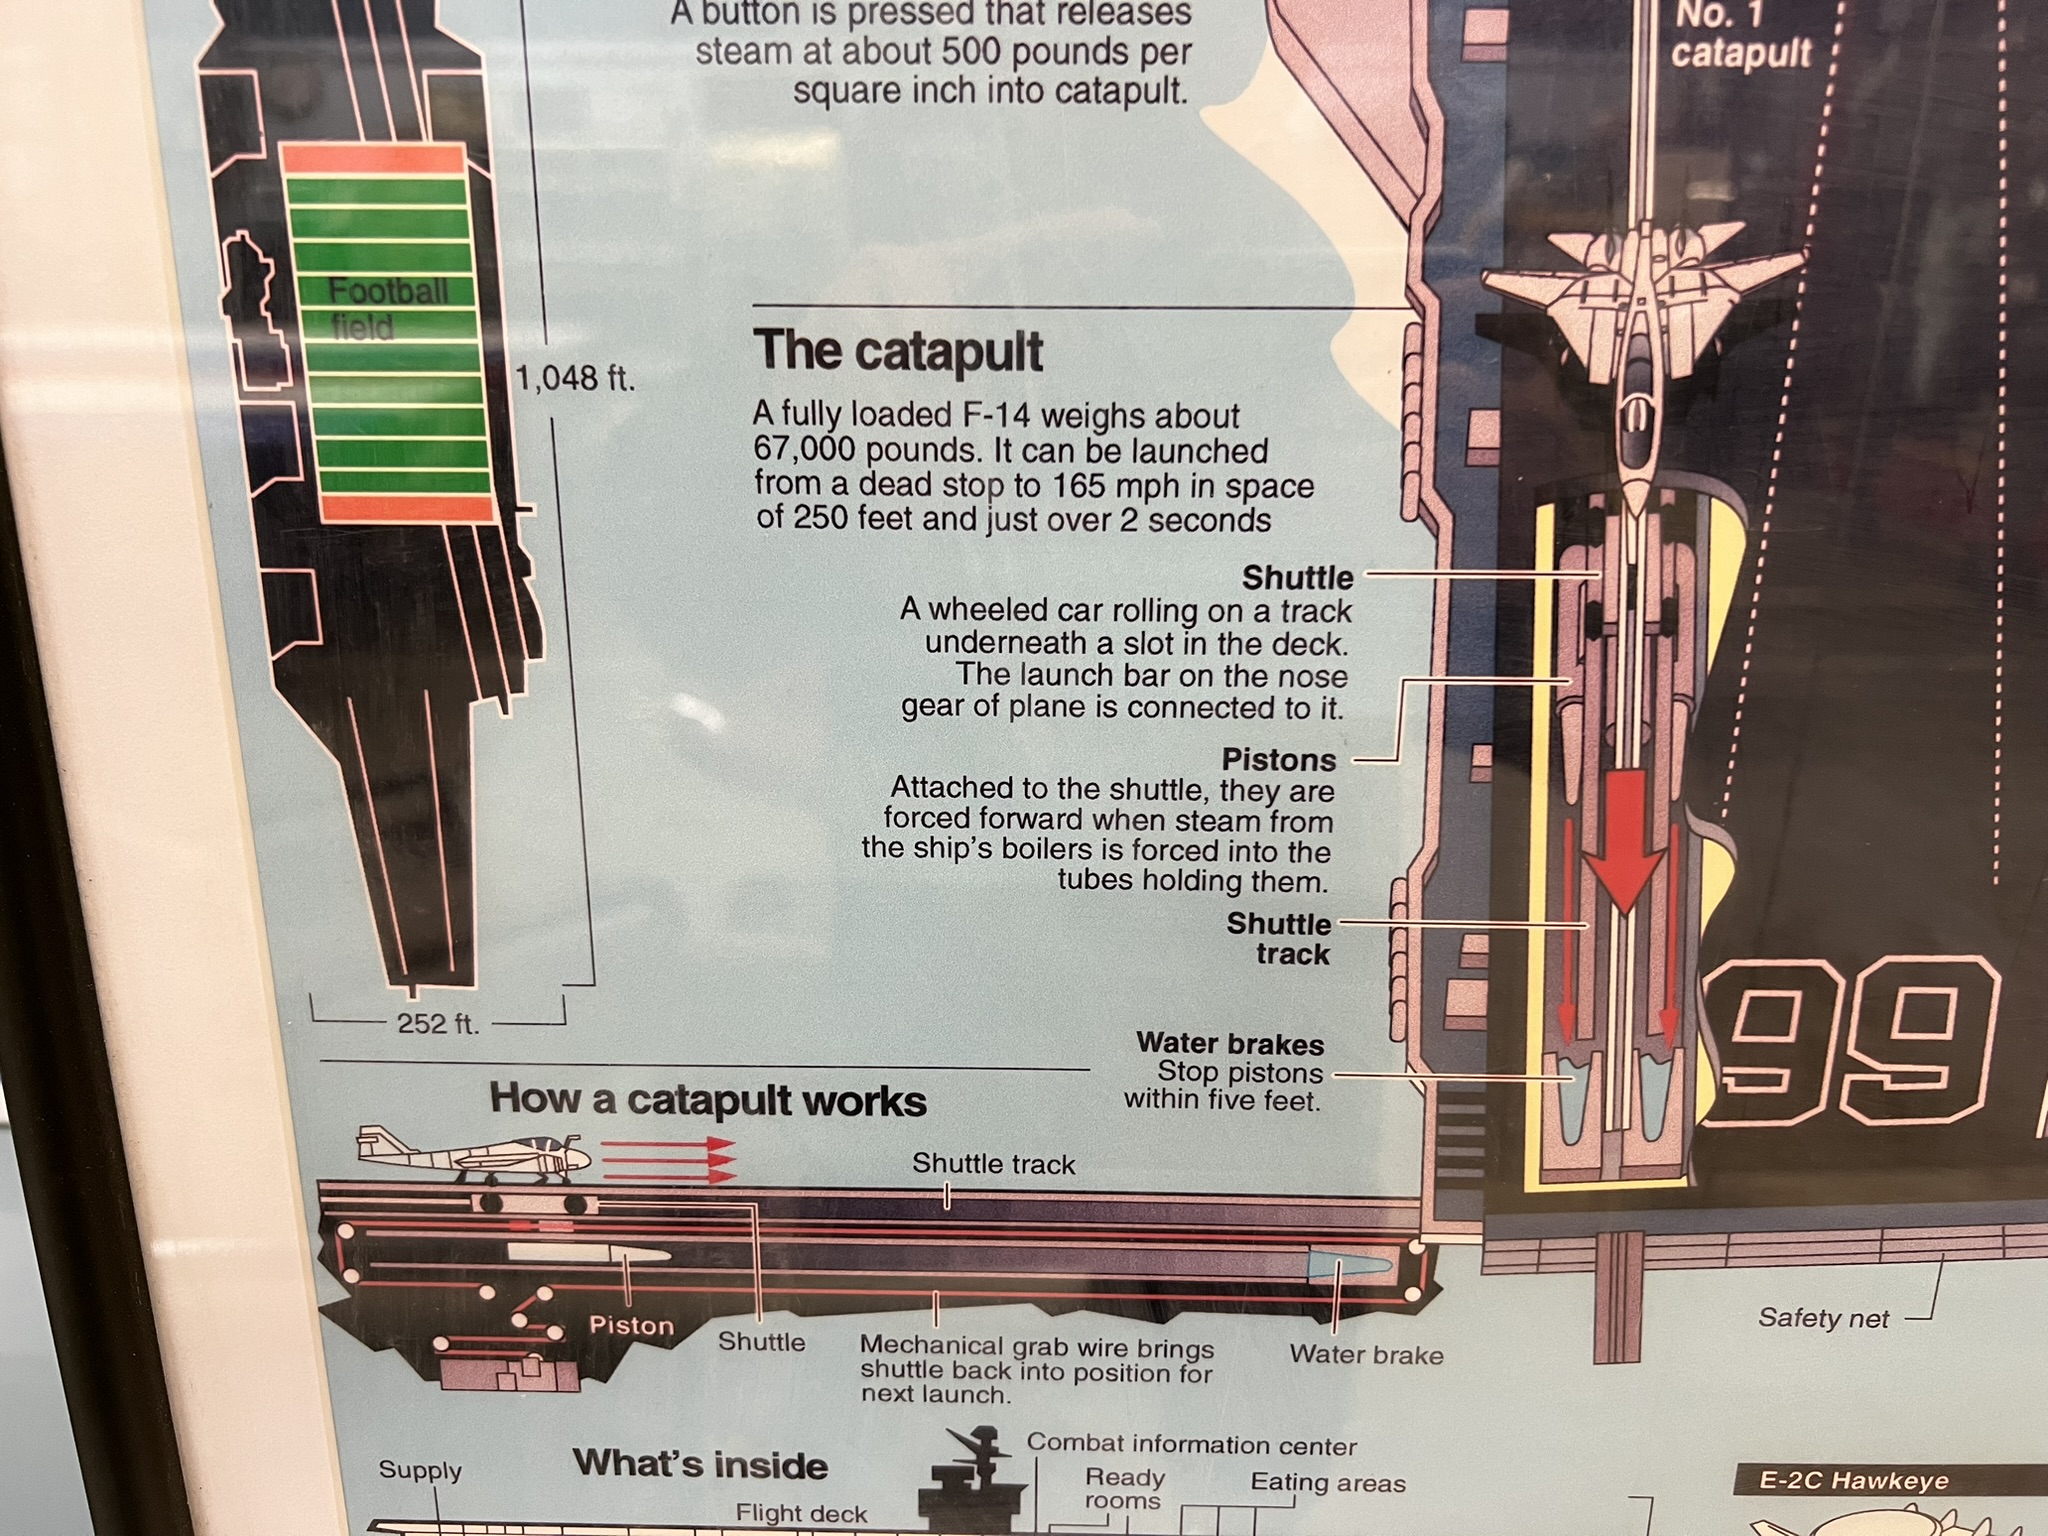 A button is pressed that releases
steam at about 500 pounds per
square inch into catapult.
No. 1
catapult
Football
field
1,048 ft.
252 ft.
The catapult
A fully loaded F-14 weighs about
67,000 pounds. It can be launched
from a dead stop to 165 mph in space
of 250 feet and just over 2 seconds
Shuttle
A wheeled car rolling on a track
underneath a slot in the deck.
The launch bar on the nose
gear of plane is connected to it.
Pistons
Attached to the shuttle, they are
forced forward when steam from
the ship's boilers is forced into the
tubes holding them.
Shuttle
track
Water brakes
Stop pistons
within five feet.
99
How a catapult works
Shuttle track
Piston
Shuttle
Mechanical grab wire brings
shuttle back into position for
next launch.
Water brake
Safety net
What's inside
Supply
Flight deck
Combat information center
Ready
rooms
Eating areas
E-2C Hawkeye